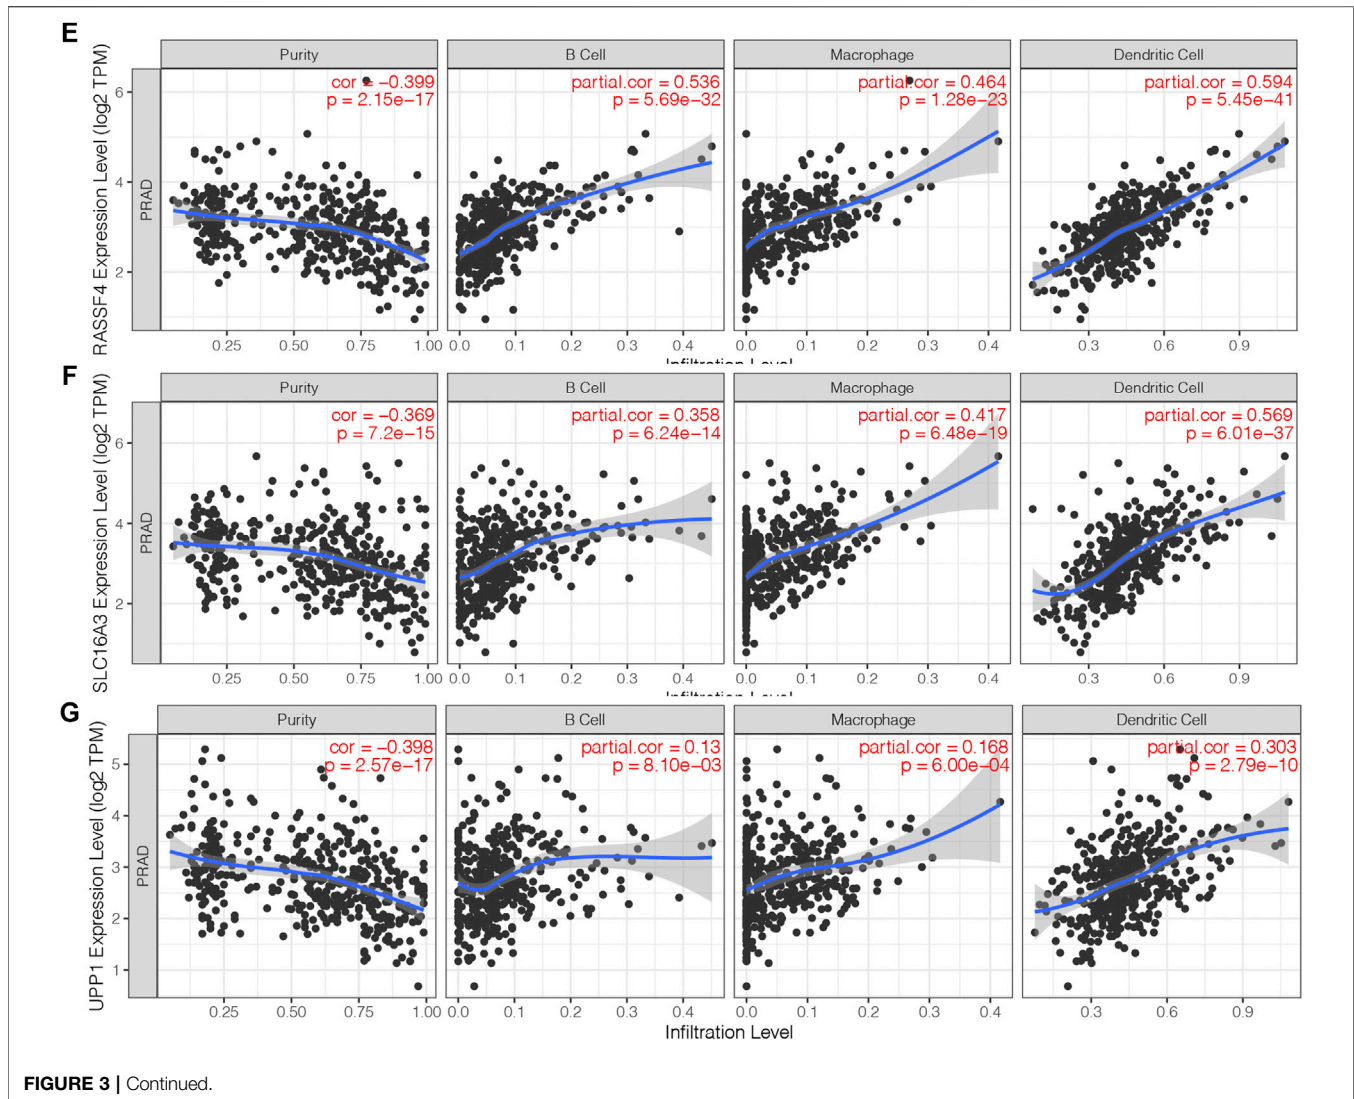 E
Purity
B Cell
Macrophage
Dendritic Cell
RASSF4 Expression Level (log2 TPM)
PRAD
cor = −0.399
p = 2.15e−17
partial.cor = 0.536
p = 5.69e−32
partial.cor = 0.464
p = 1.28e−23
partial.cor = 0.594
p = 5.45e−41
6
4
2
0.25 0.50 0.75 1.00
0.0 0.1 0.2 0.3 0.4
0.0 0.1 0.2 0.3 0.4
0.3 0.6 0.9
Infiltration Level
F
Purity
B Cell
Macrophage
Dendritic Cell
SLC16A3 Expression Level (log2 TPM)
PRAD
cor = −0.369
p = 7.2e−15
partial.cor = 0.358
p = 6.24e−14
partial.cor = 0.417
p = 6.48e−19
partial.cor = 0.569
p = 6.01e−37
6
4
2
0.25 0.50 0.75 1.00
0.0 0.1 0.2 0.3 0.4
0.0 0.1 0.2 0.3 0.4
0.3 0.6 0.9
Infiltration Level
G
Purity
B Cell
Macrophage
Dendritic Cell
UPP1 Expression Level (log2 TPM)
PRAD
cor = −0.398
p = 2.57e−17
partial.cor = 0.13
p = 8.10e−03
partial.cor = 0.168
p = 6.00e−04
partial.cor = 0.303
p = 2.79e−10
5
4
3
2
1
0.25 0.50 0.75 1.00
0.0 0.1 0.2 0.3 0.4
0.0 0.1 0.2 0.3 0.4
0.3 0.6 0.9
Infiltration Level
FIGURE 3 | Continued.